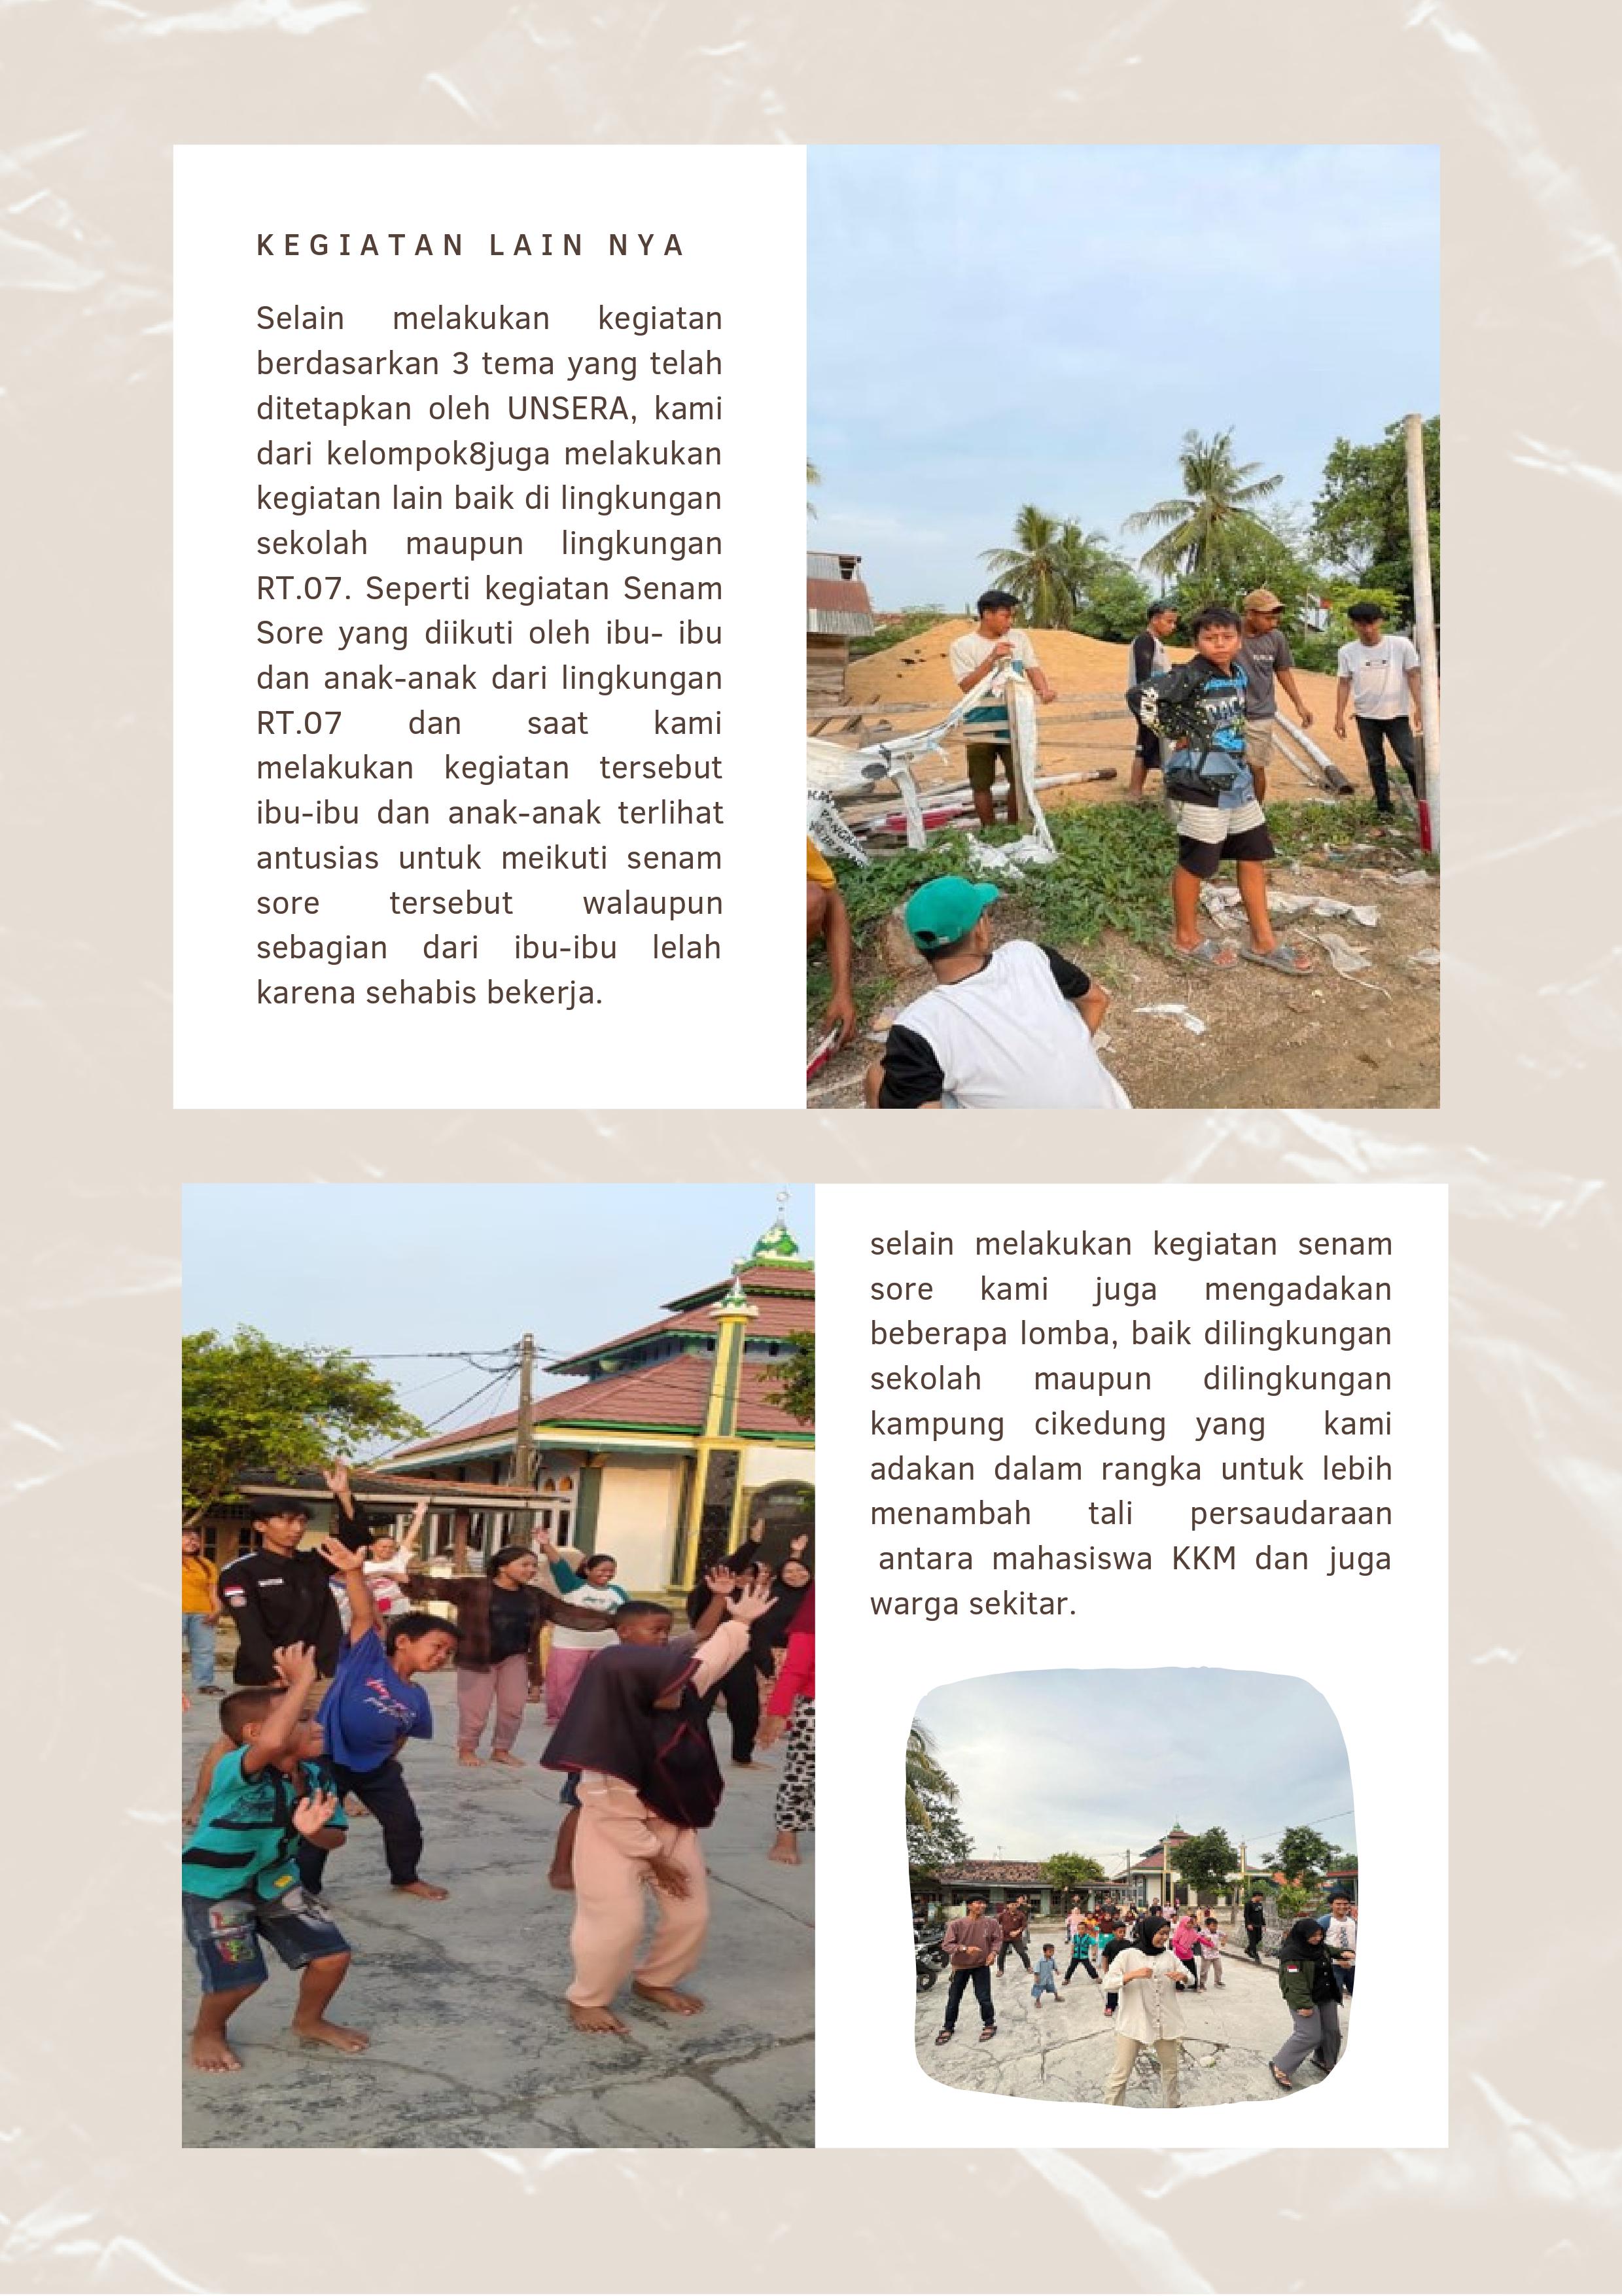 KEGIATAN LAIN NYA
Selain melakukan kegiatan
berdasarkan 3 tema yang telah
ditetapkan oleh UNSERA, kami
dari kelompok8juga melakukan
kegiatan lain baik di lingkungan
sekolah maupun lingkungan
RT.07. Seperti kegiatan Senam
Sore yang diikuti oleh ibu- ibu
dan anak-anak dari lingkungan
RT.07 dan saat kami
melakukan kegiatan tersebut
ibu-ibu dan anak-anak terlihat
antusias untuk meikuti senam
sore tersebut walaupun
sebagian dari ibu-ibu lelah
karena sehabis bekerja.
selain melakukan kegiatan senam
sore kami juga mengadakan
beberapa lomba, baik dilingkungan
sekolah maupun dilingkungan
kampung cikedung yang kami
adakan dalam rangka untuk lebih
menambah tali persaudaraan
antara mahasiswa KKM dan juga
warga sekitar.